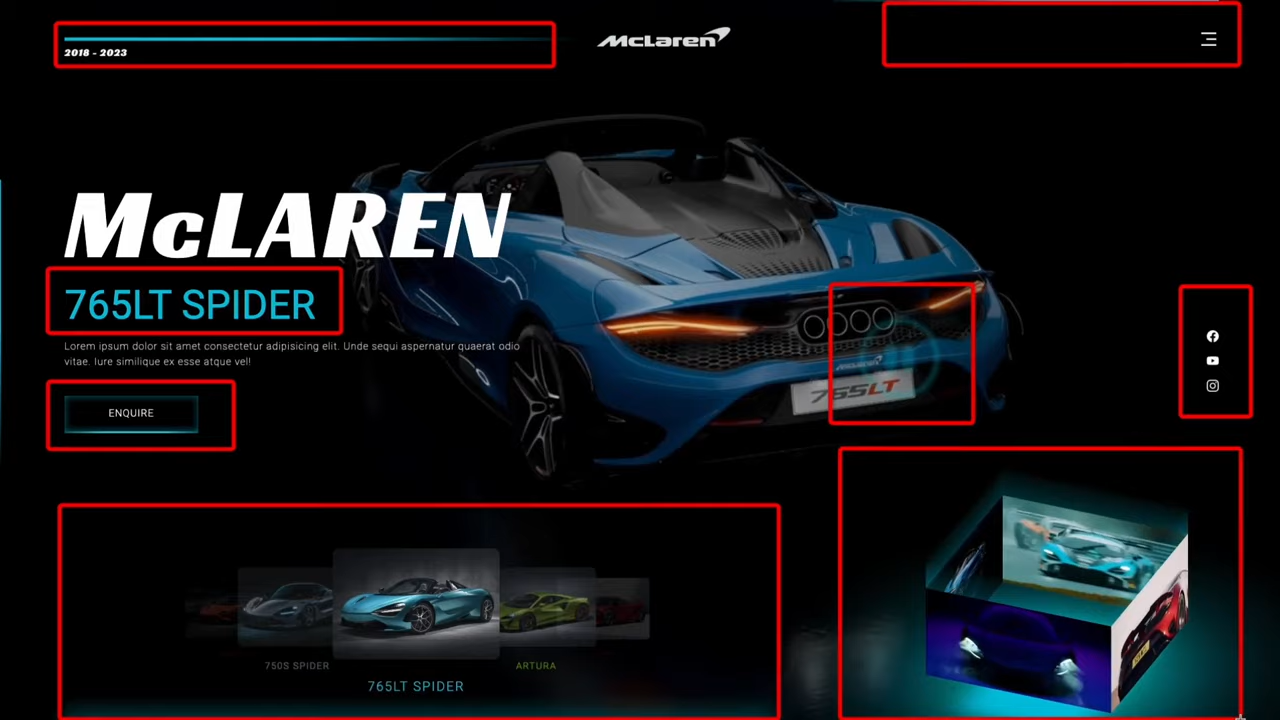 2018 - 2023
McLaren
McLAREN
765LT SPIDER
Lorem ipsum dolor sit amet consectetur adipisicing elit. Unde sequi aspernatur quaerat odio
vitae. Iure similique ex esse atque vel!
McLaren
765LT
ENQUIRE
750S SPIDER
ARTURA
765LT SPIDER